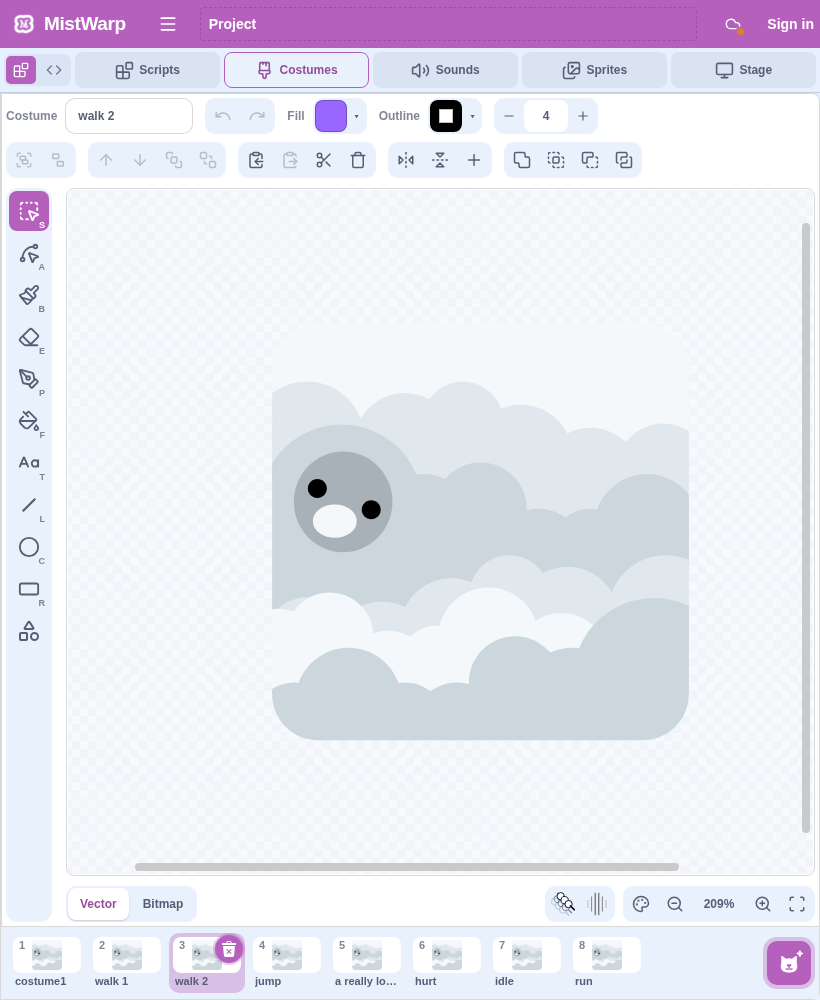 MistWarp
Project
Sign in
Scripts
Costumes
Sounds
Sprites
Stage
Costume
walk 2
Fill
Outline
4
S
A
B
E
P
F
Aa
T
L
C
R
Vector
Bitmap
209%
1
costume1
2
walk 1
3
walk 2
4
jump
5
a really lo...
6
hurt
7
idle
8
run